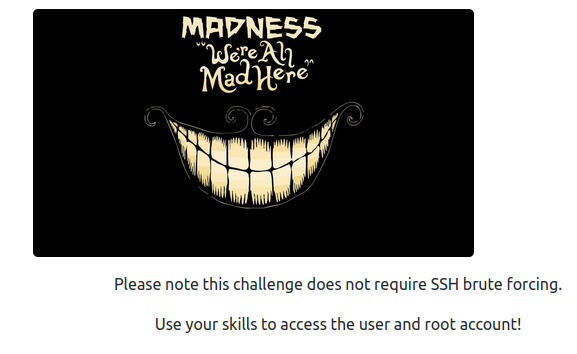 MADNESS
"We're All
Mad Here"
Please note this challenge does not require SSH brute forcing.
Use your skills to access the user and root account!